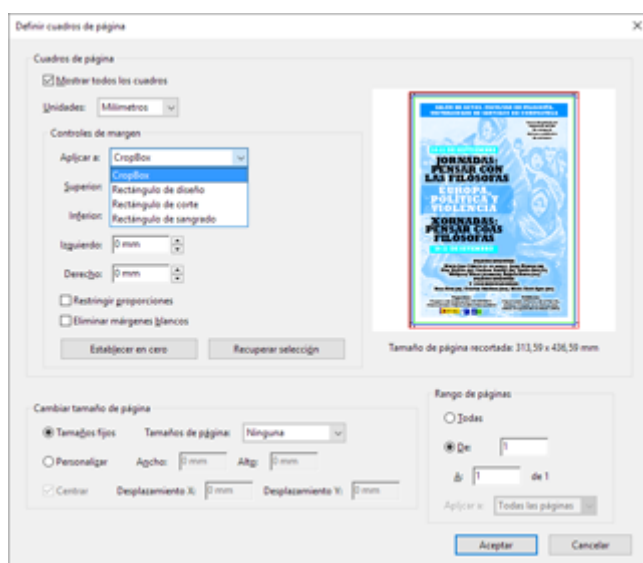 Definir cuadros de página
Cuadros de página
Mostrar todos los cuadros
Unidades: Milímetros
Controles de margen
Aplicar a: CropBox
CropBox
Rectángulo de diseño
Rectángulo de corte
Rectángulo de sangrado
Superior:
Inferior:
Izquierdo: 0 mm
Derecho: 0 mm
Restringir proporciones
Eliminar márgenes blancos
Establecer en cero
Recuperar selección
JORNADAS:
PENSAR CON
LAS FILÓSOFAS
EUROPA,
POLÍTICA Y
VIOLENCIA
XORNADAS:
PENSAR COAS
FILÓSOFAS
Tamaño de página recortada: 313,59 x 436,59 mm
Cambiar tamaño de página
Tamaños fijos
Tamaños de página: Ninguna
Personalizar
Ancho: 0 mm
Alto: 0 mm
Centrar
Desplazamiento X: 0 mm
Desplazamiento Y: 0 mm
Rango de páginas
Todas
De: 1
A: 1 de 1
Aplicar a: Todas las páginas
Aceptar
Cancelar